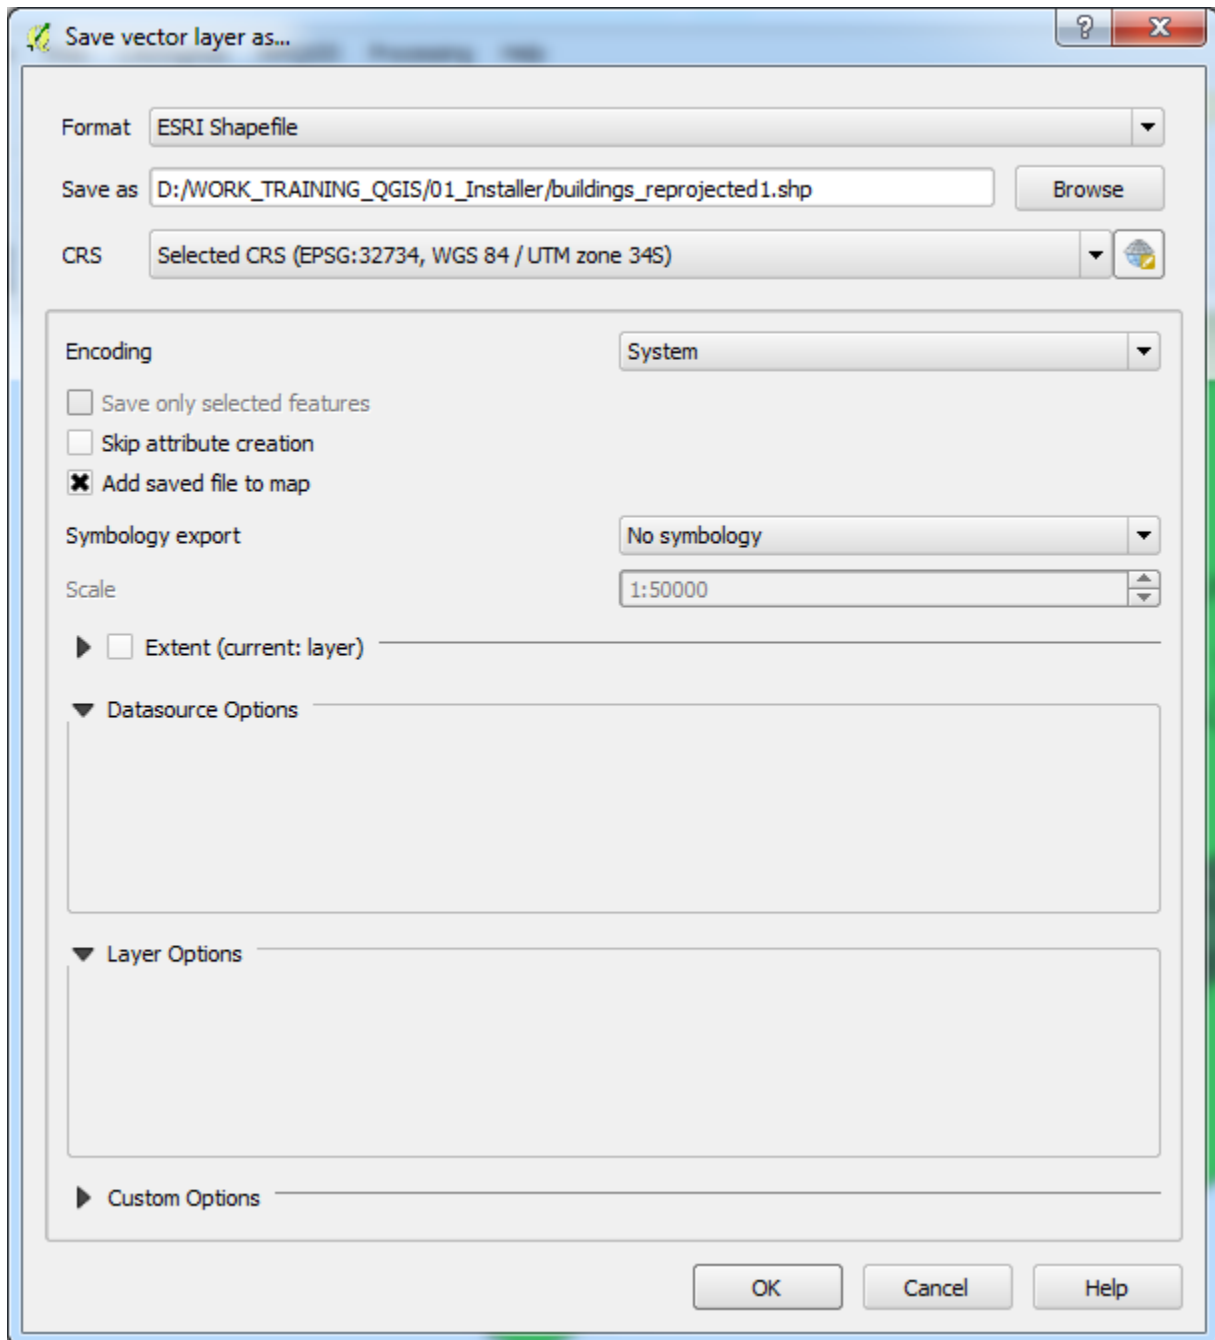 Save vector layer as...
Processing Help
Format ESRI Shapefile
Save as D:/WORK_TRAINING_QGIS/01_Installer/buildings_reprojected1.shp Browse
CRS Selected CRS (EPSG:32734, WGS 84 / UTM zone 34S)
Encoding System
Save only selected features
Skip attribute creation
Add saved file to map
Symbology export No symbology
Scale 1:50000
Extent (current: layer)
Datasource Options
Layer Options
Custom Options
OK Cancel Help